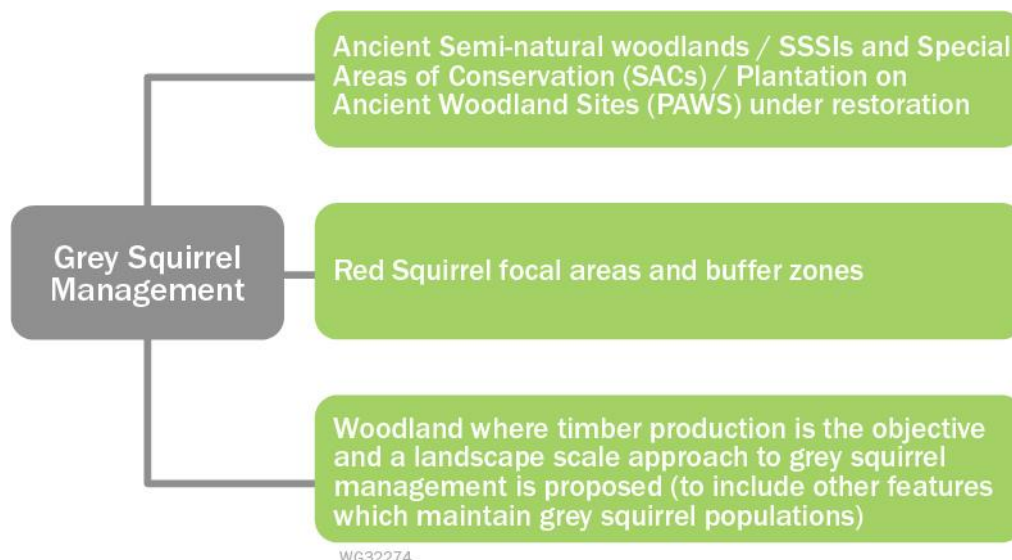 Ancient Semi-natural woodlands / SSSIs and Special
Areas of Conservation (SACs) / Plantation on
Ancient Woodland Sites (PAWS) under restoration
Grey Squirrel
Management
Red Squirrel focal areas and buffer zones
Woodland where timber production is the objective
and a landscape scale approach to grey squirrel
management is proposed (to include other features
which maintain grey squirrel populations)
WG32274